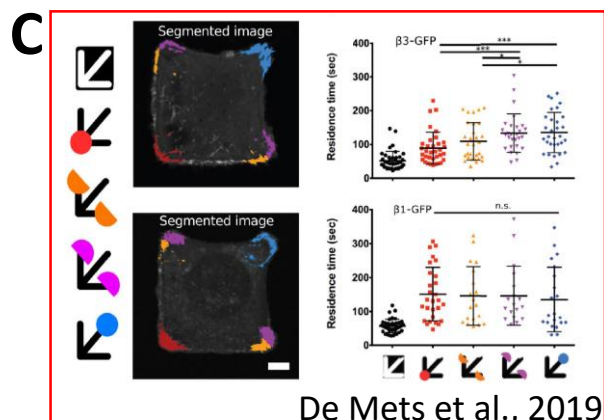 C
Segmented image
Segmented image
β3-GFP
***
***
*
*
Residence time (sec)
400
300
200
100
0
β1-GFP
n.s.
Residence time (sec)
400
300
200
100
0
De Mets et al., 2019